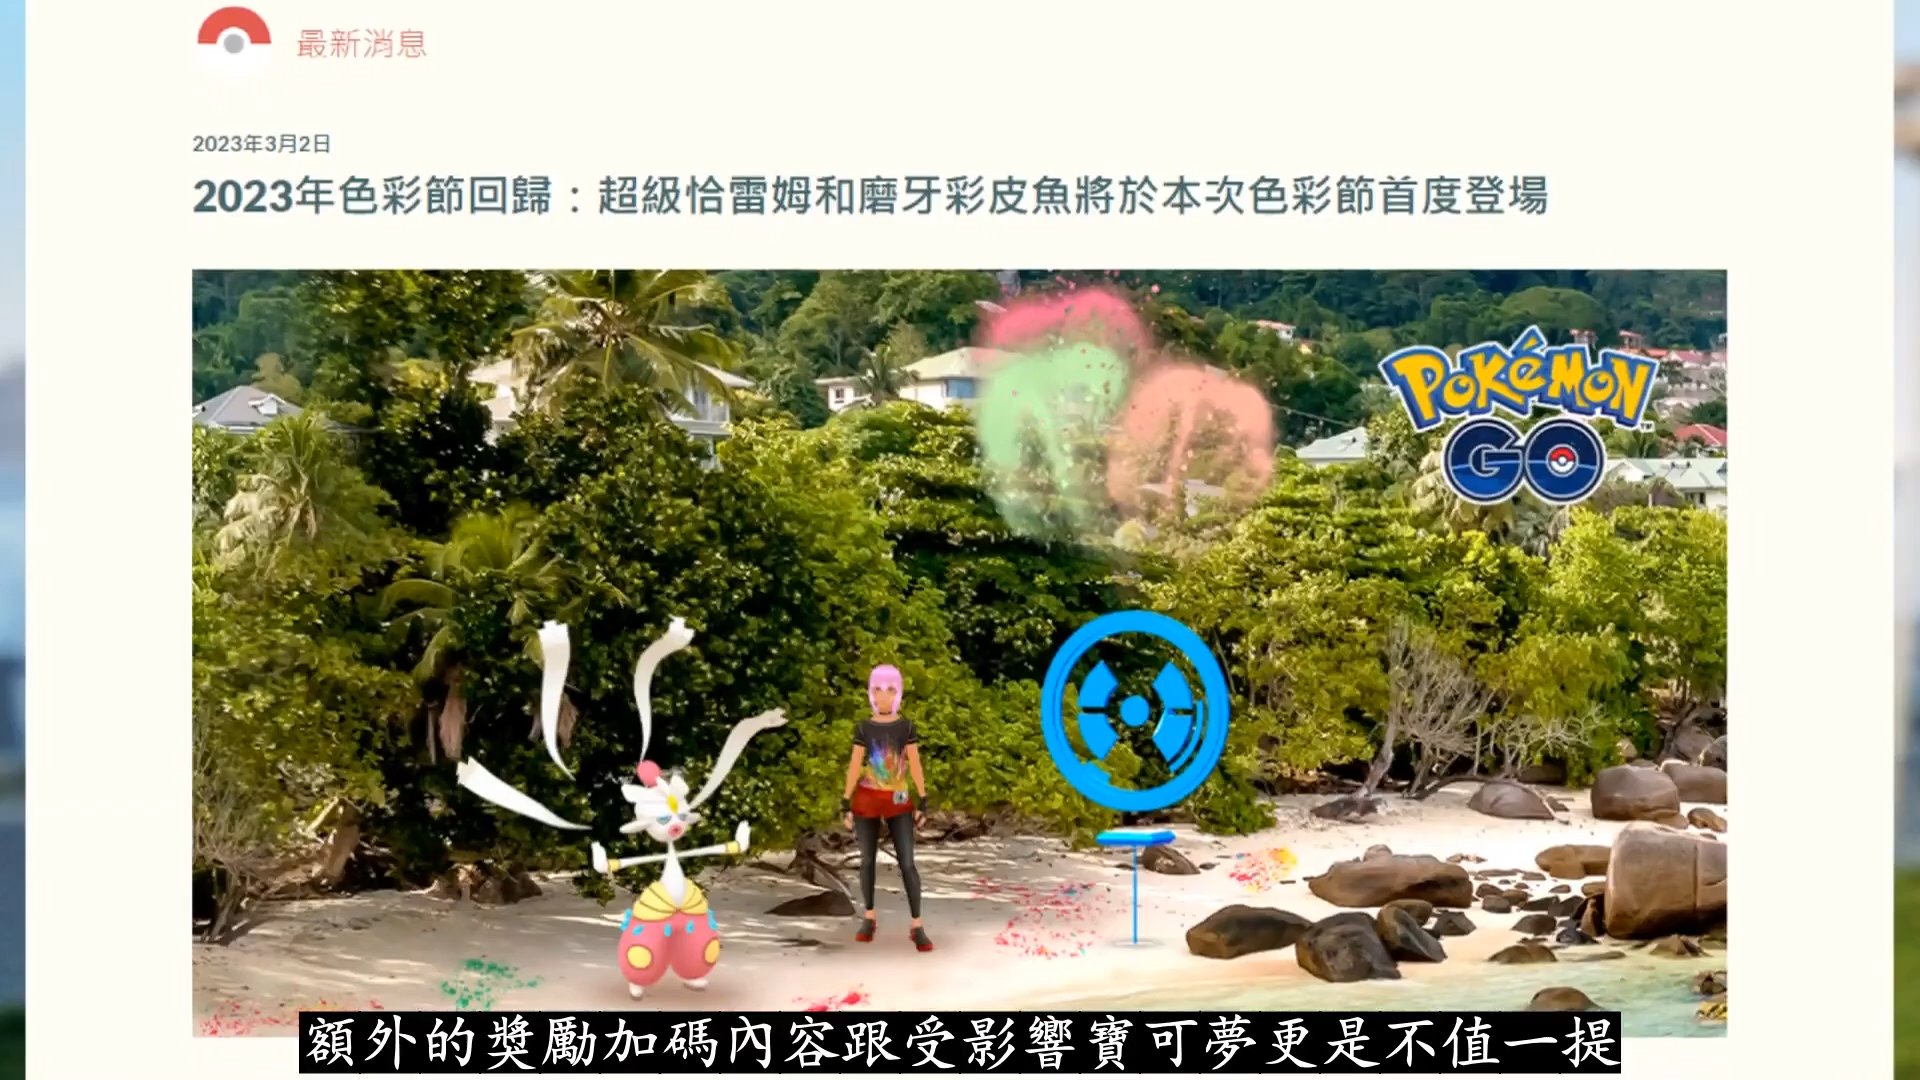 最新消息
2023年3月2日
2023年色彩節回歸：超級恰雷姆和磨牙彩皮魚將於本次色彩節首度登場
POKÉMON
GO
額外的獎勵加碼內容跟受影響寶可夢更是不值一提